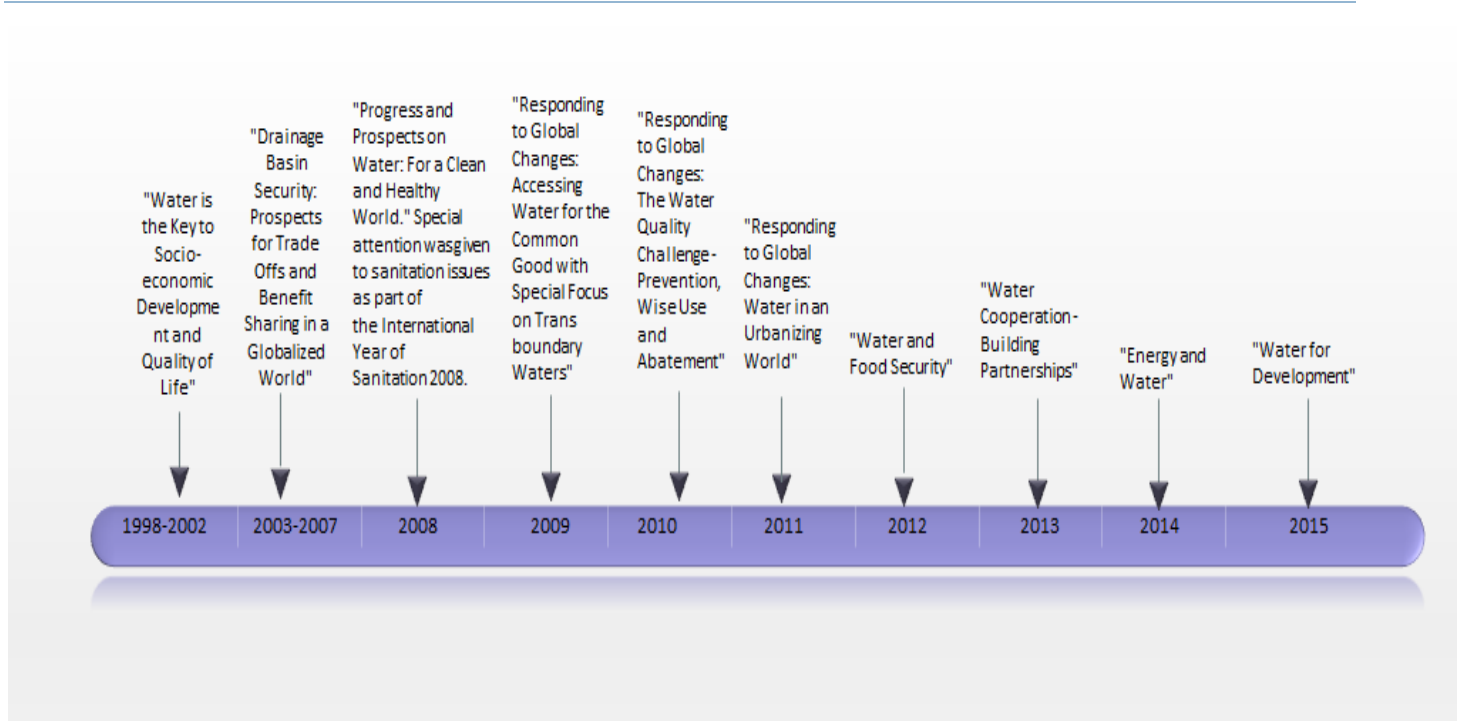 "Water is
the Key to
Socio-
economic
Developme
nt and
Quality of
Life"
"Drainage
Basin
Security:
Prospects
for Trade
Offs and
Benefit
Sharing in a
Globalized
World"
"Progress and
Prospects on
Water: For a Clean
and Healthy
World." Special
attention wasgiven
to sanitation issues
as part of
the International
Year of
Sanitation 2008.
"Responding
to Global
Changes:
Accessing
Water for the
Common
Good with
Special Focus
on Trans
boundary
Waters"
"Responding
to Global
Changes:
The Water
Quality
Challenge-
Prevention,
Wise Use
and
Abatement"
"Responding
to Global
Changes:
Water in an
Urbanizing
World"
"Water and
Food Security"
"Water
Cooperation-
Building
Partnerships"
"Energy and
Water"
"Water for
Development"
1998-2002 2003-2007 2008 2009 2010 2011 2012 2013 2014 2015